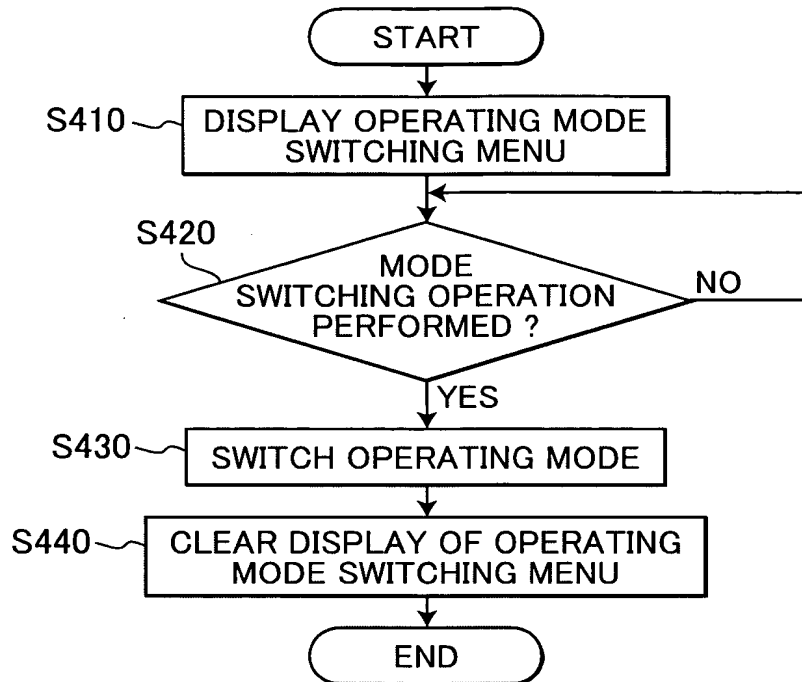 START
S410
DISPLAY OPERATING MODE
SWITCHING MENU
S420
MODE
SWITCHING OPERATION
PERFORMED ?
NO
YES
S430
SWITCH OPERATING MODE
S440
CLEAR DISPLAY OF OPERATING
MODE SWITCHING MENU
END